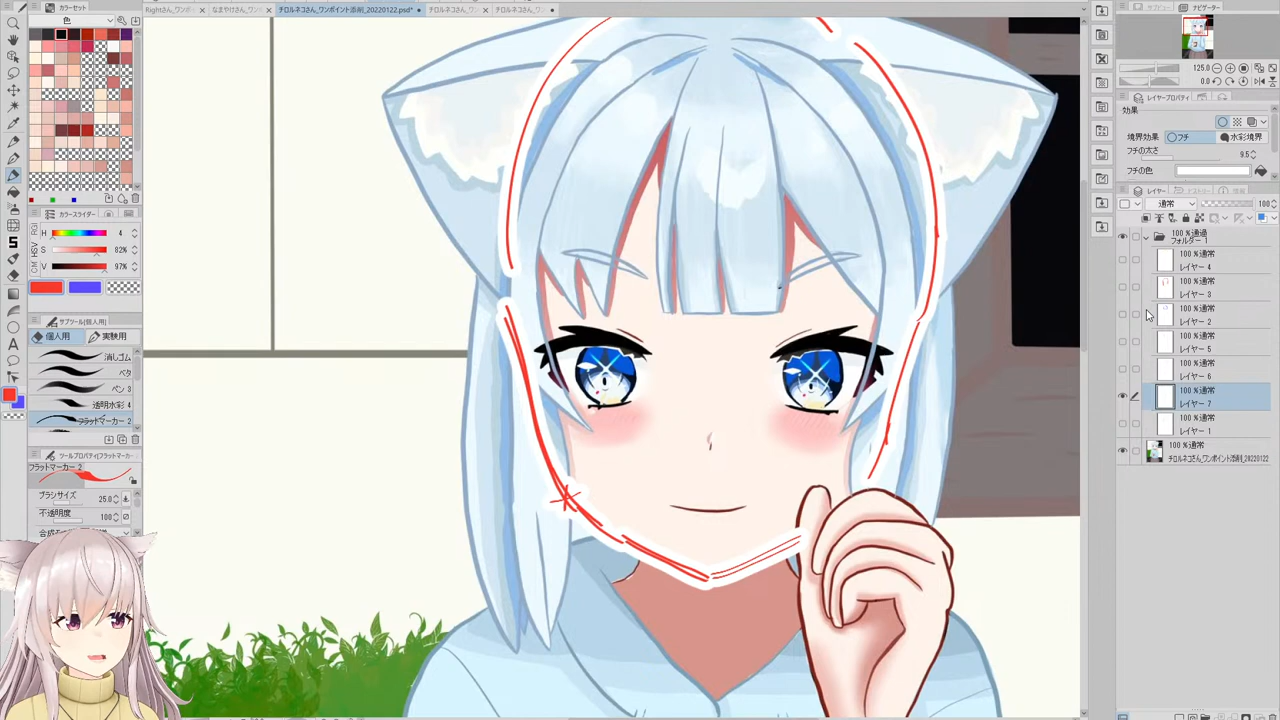 カラーセット
Rightさん_ワンポ
なまやけさん_ワン
チロルネコさん_ワンポイント添削_20220122.psd*
チロルネコさん_ワン
チロルネコさん_ワン
ナビゲーター
色
125.0
0.0
レイヤープロパティ
効果
境界効果
フチ
水彩境界
フチの太さ
9.5
フチの色
レイヤー
通常
100
100 %通過
フォルダー 1
100 %通常
レイヤー 4
100 %通常
レイヤー 3
100 %通常
レイヤー 2
100 %通常
レイヤー 5
100 %通常
レイヤー 6
100 %通常
レイヤー 7
100 %通常
レイヤー 1
100 %通常
チロルネコさん_ワンポイント添削_20220122
カラースライダー
H
4
S
82%
V
97%
HSV
サブツール(個人用)
個人用
実験用
消しゴム
ベタ
ペン 3
透明水彩 4
フラットマーカー 2
ツールプロパティ[フラットマーカー 2]
フラットマーカー 2
ブラシサイズ
25.0
不透明度
100